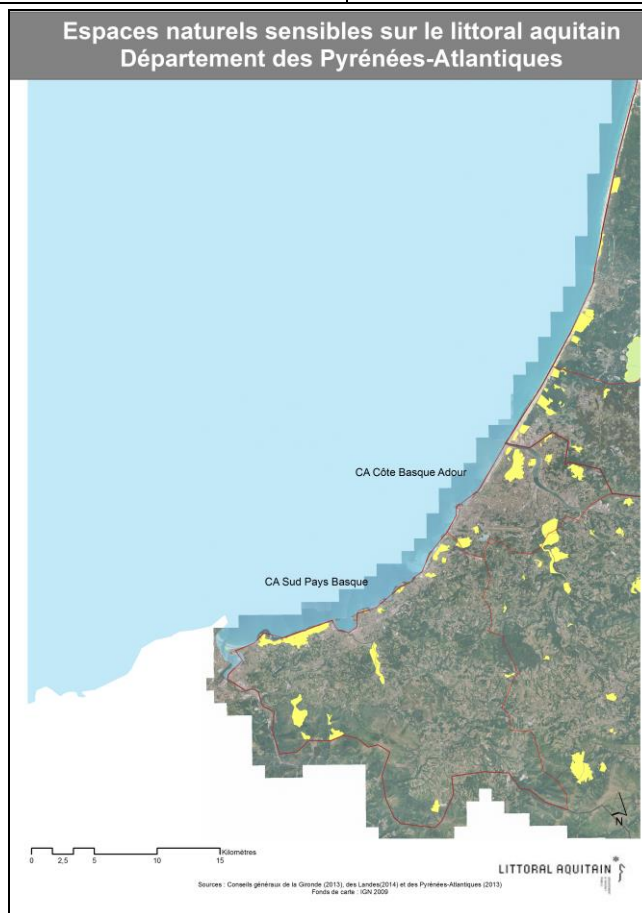 Espaces naturels sensibles sur le littoral aquitain
Département des Pyrénées-Atlantiques
CA Côte Basque Adour
CA Sud Pays Basque
N
Kilomètres
0 2,5 5 10 15
LITTORAL AQUITAIN
Sources : Conseils généraux de la Gironde (2013), des Landes(2014) et des Pyrénées-Atlantiques (2013)
Fonds de carte : IGN 2009